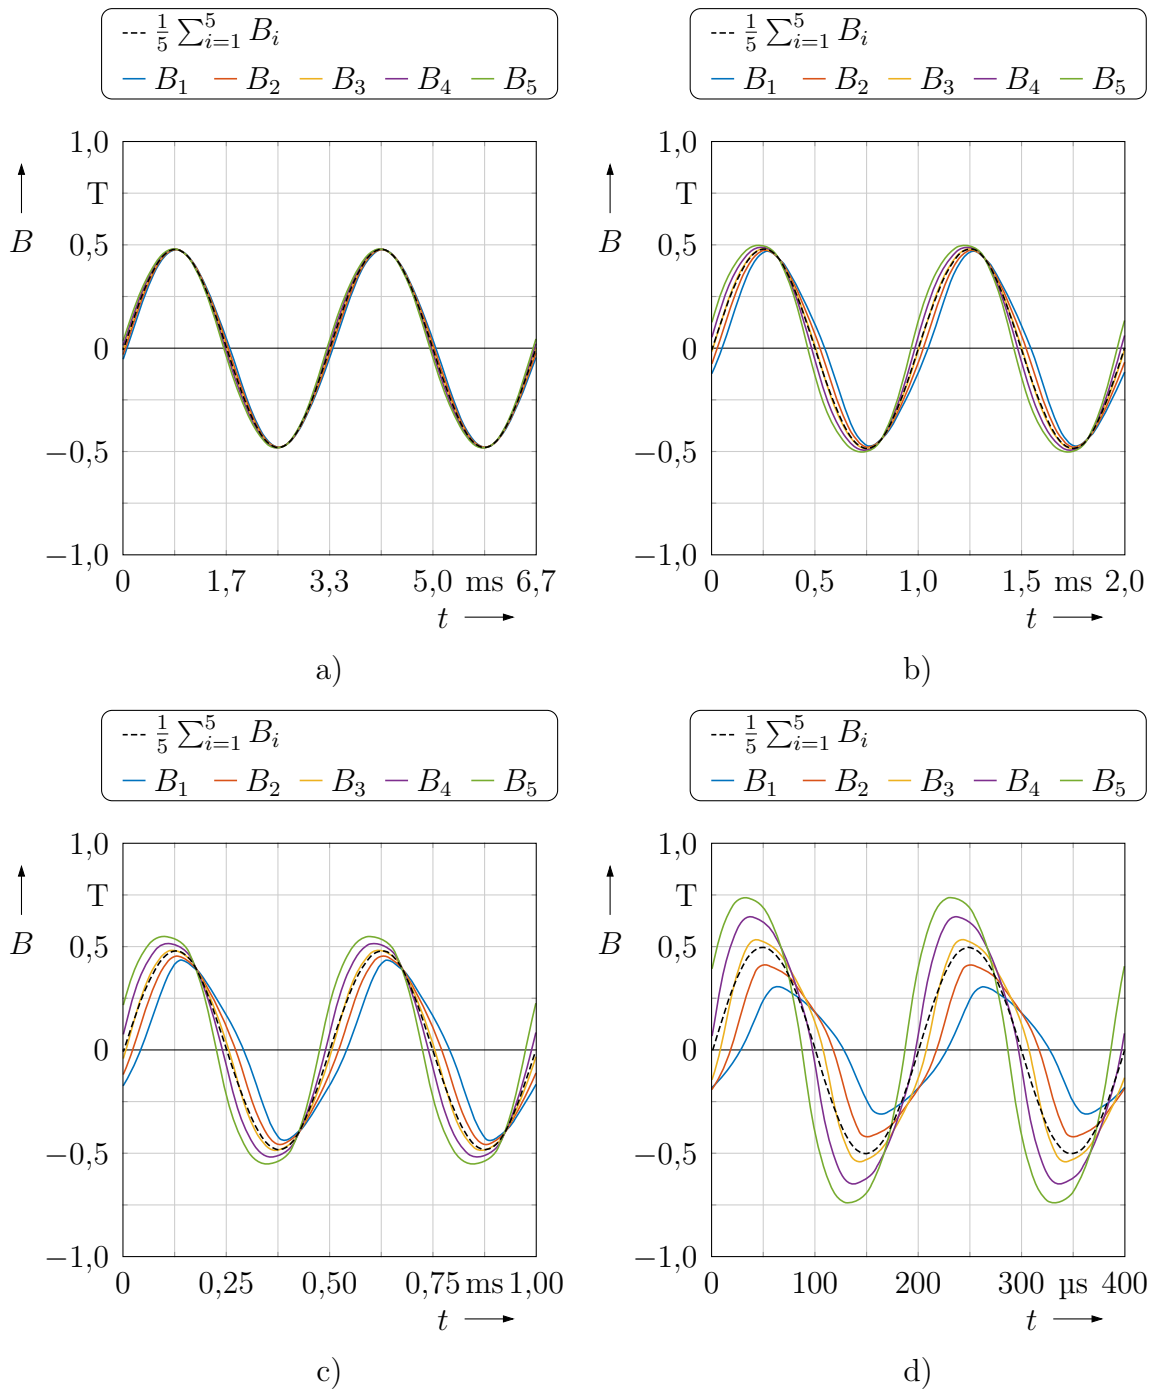 1/5 ∑_{i=1}^{5} B_i
B_1 B_2 B_3 B_4 B_5
1,0
T
0,5
B
0
−0,5
−1,0
0 1,7 3,3 5,0 ms 6,7
t
a)
1/5 ∑_{i=1}^{5} B_i
B_1 B_2 B_3 B_4 B_5
1,0
T
0,5
B
0
−0,5
−1,0
0 0,5 1,0 1,5 ms 2,0
t
b)
1/5 ∑_{i=1}^{5} B_i
B_1 B_2 B_3 B_4 B_5
1,0
T
0,5
B
0
−0,5
−1,0
0 0,25 0,50 0,75 ms 1,00
t
c)
1/5 ∑_{i=1}^{5} B_i
B_1 B_2 B_3 B_4 B_5
1,0
T
0,5
B
0
−0,5
−1,0
0 100 200 300 µs 400
t
d)